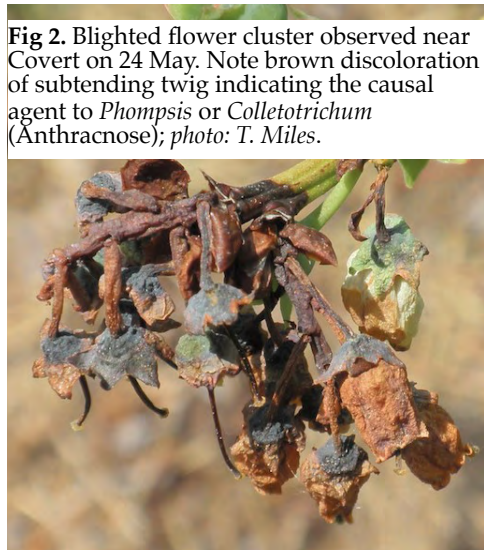 Fig 2. Blighted flower cluster observed near
Covert on 24 May. Note brown discoloration
of subtending twig indicating the causal
agent to Phompsis or Colletotrichum
(Anthracnose); photo: T. Miles.